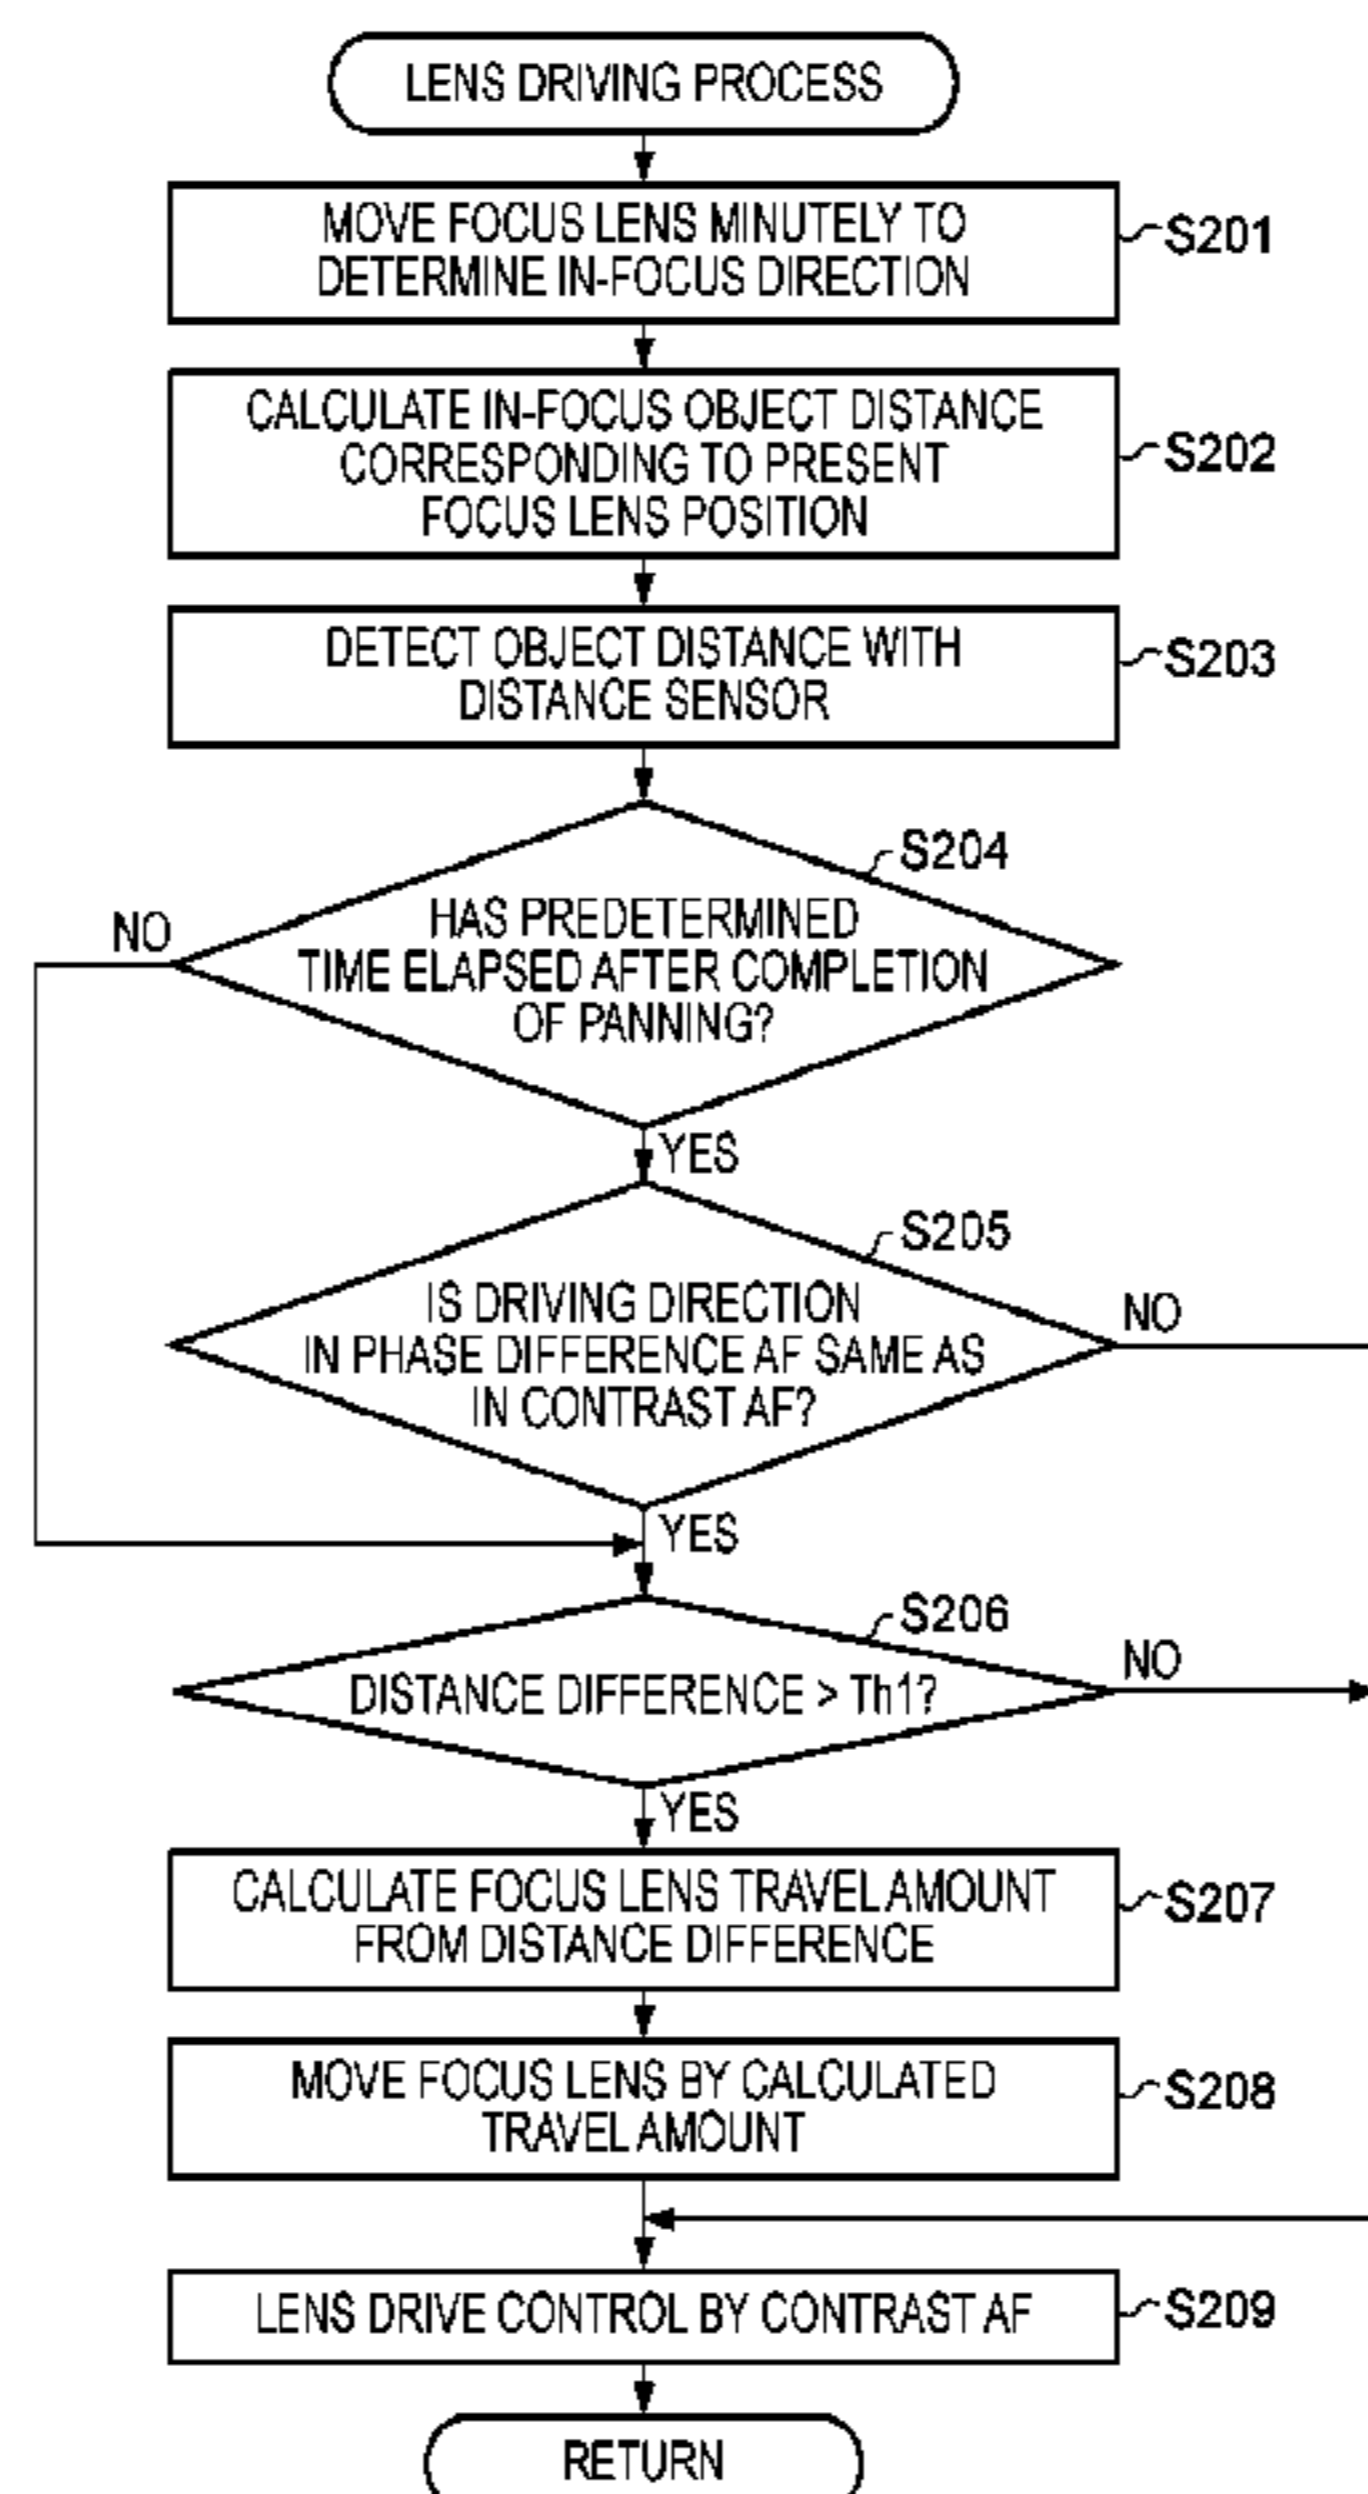 LENS DRIVING PROCESS
MOVE FOCUS LENS MINUTELY TO
DETERMINE IN-FOCUS DIRECTION
S201
CALCULATE IN-FOCUS OBJECT DISTANCE
CORRESPONDING TO PRESENT
FOCUS LENS POSITION
S202
DETECT OBJECT DISTANCE WITH
DISTANCE SENSOR
S203
S204
NO
HAS PREDETERMINED
TIME ELAPSED AFTER COMPLETION
OF PANNING?
YES
S205
IS DRIVING DIRECTION
IN PHASE DIFFERENCE AF SAME AS
IN CONTRAST AF?
NO
YES
S206
DISTANCE DIFFERENCE > Th1?
NO
YES
CALCULATE FOCUS LENS TRAVEL AMOUNT
FROM DISTANCE DIFFERENCE
S207
MOVE FOCUS LENS BY CALCULATED
TRAVEL AMOUNT
S208
LENS DRIVE CONTROL BY CONTRAST AF
S209
RETURN